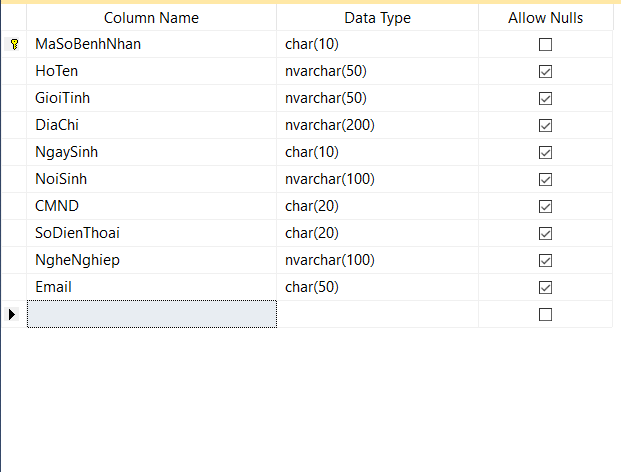 Column Name Data Type Allow Nulls
MaSoBenhNhan char(10)
HoTen nvarchar(50)
GioiTinh nvarchar(50)
DiaChi nvarchar(200)
NgaySinh char(10)
NoiSinh nvarchar(100)
CMND char(20)
SoDienThoai char(20)
NgheNghiep nvarchar(100)
Email char(50)